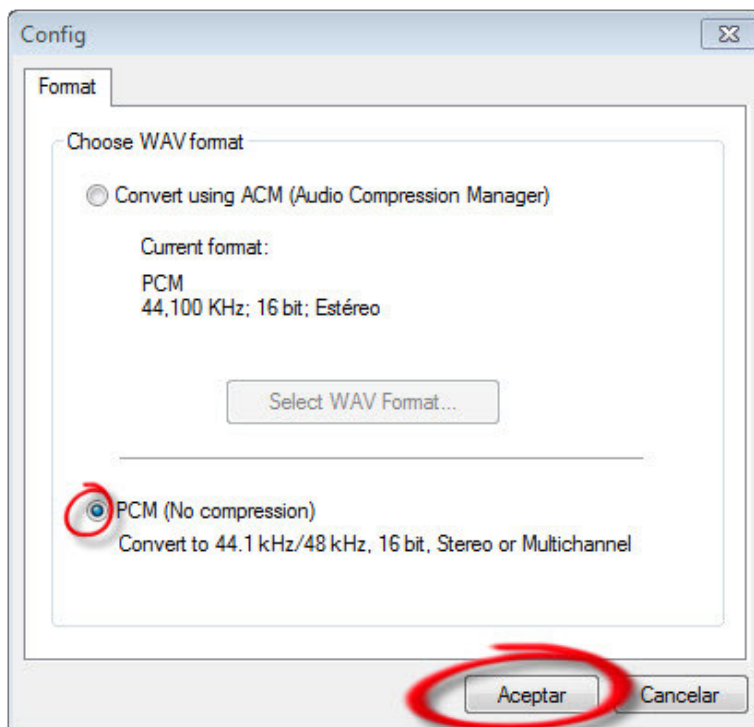 Config
Format
Choose WAV format
Convert using ACM (Audio Compression Manager)
Current format:
PCM
44,100 KHz; 16 bit; Estéreo
Select WAV Format...
PCM (No compression)
Convert to 44.1 kHz/48 kHz, 16 bit, Stereo or Multichannel
Aceptar
Cancelar